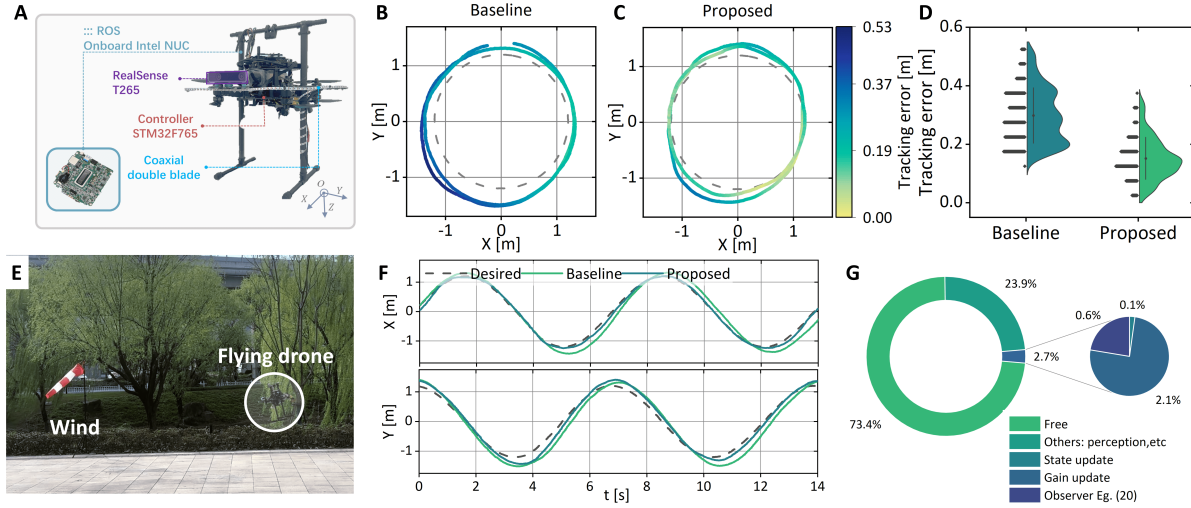 A
::: ROS
Onboard Intel NUC
RealSense
T265
Controller
STM32F765
Coaxial
double blade
O
X
Y
Z
B
Baseline
Y [m]
1
0
-1
-1
0
1
X [m]
C
Proposed
Y [m]
1
0
-1
-1
0
1
X [m]
0.53
0.37
0.19
0.00
Tracking error [m]
D
Tracking error [m]
0.6
0.4
0.2
0.0
Baseline
Proposed
E
Flying drone
Wind
F
Desired
Baseline
Proposed
X [m]
1
0
-1
Y [m]
1
0
-1
0
2
4
6
8
10
12
14
t [s]
G
23.9%
0.1%
0.6%
2.7%
2.1%
73.4%
Free
Others: perception,etc
State update
Gain update
Observer Eg. (20)